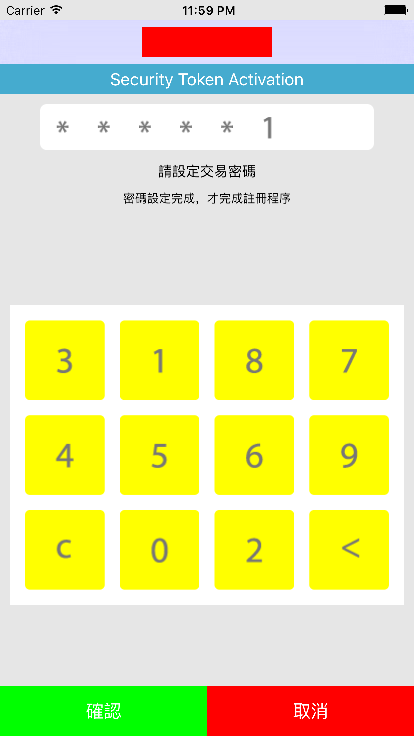 Carrier 11:59 PM
Security Token Activation
* * * * * 1
請設定交易密碼
密碼設定完成，才完成註冊程序
3 1 8 7
4 5 6 9
c 0 2 <
確認 取消